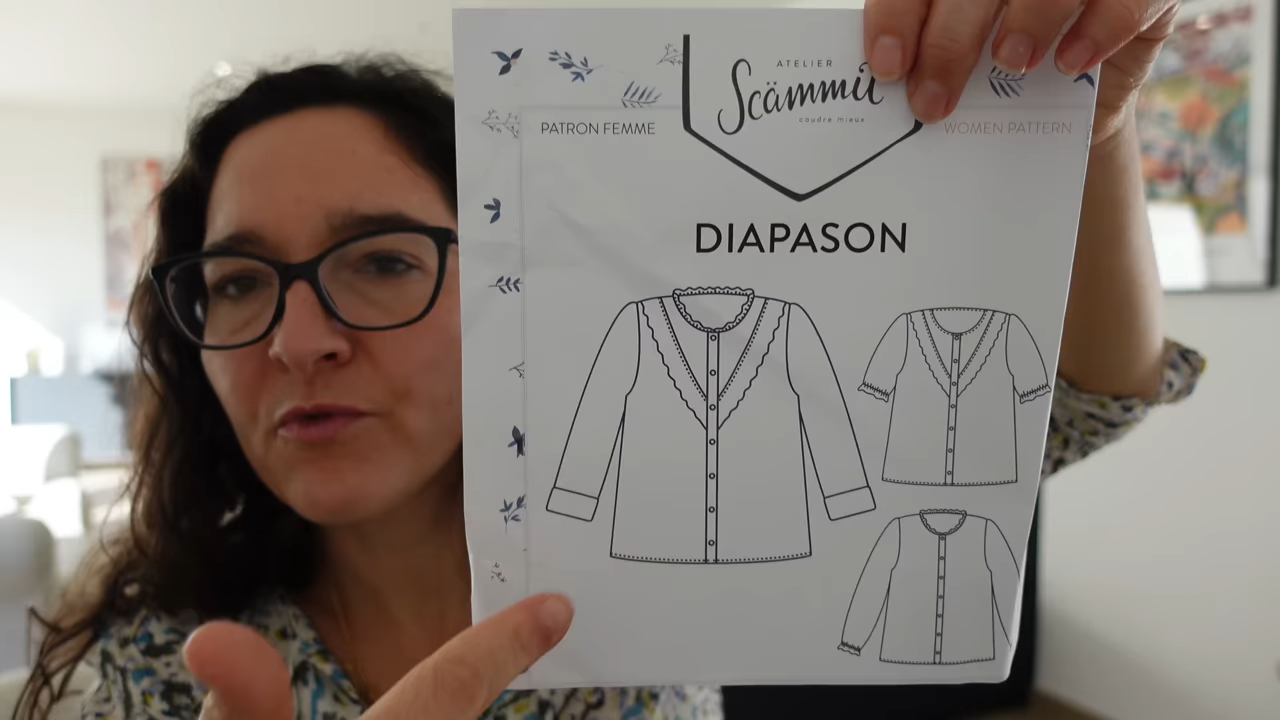 ATELIER
Scämmit
coudre mieux
PATRON FEMME
WOMEN PATTERN
DIAPASON